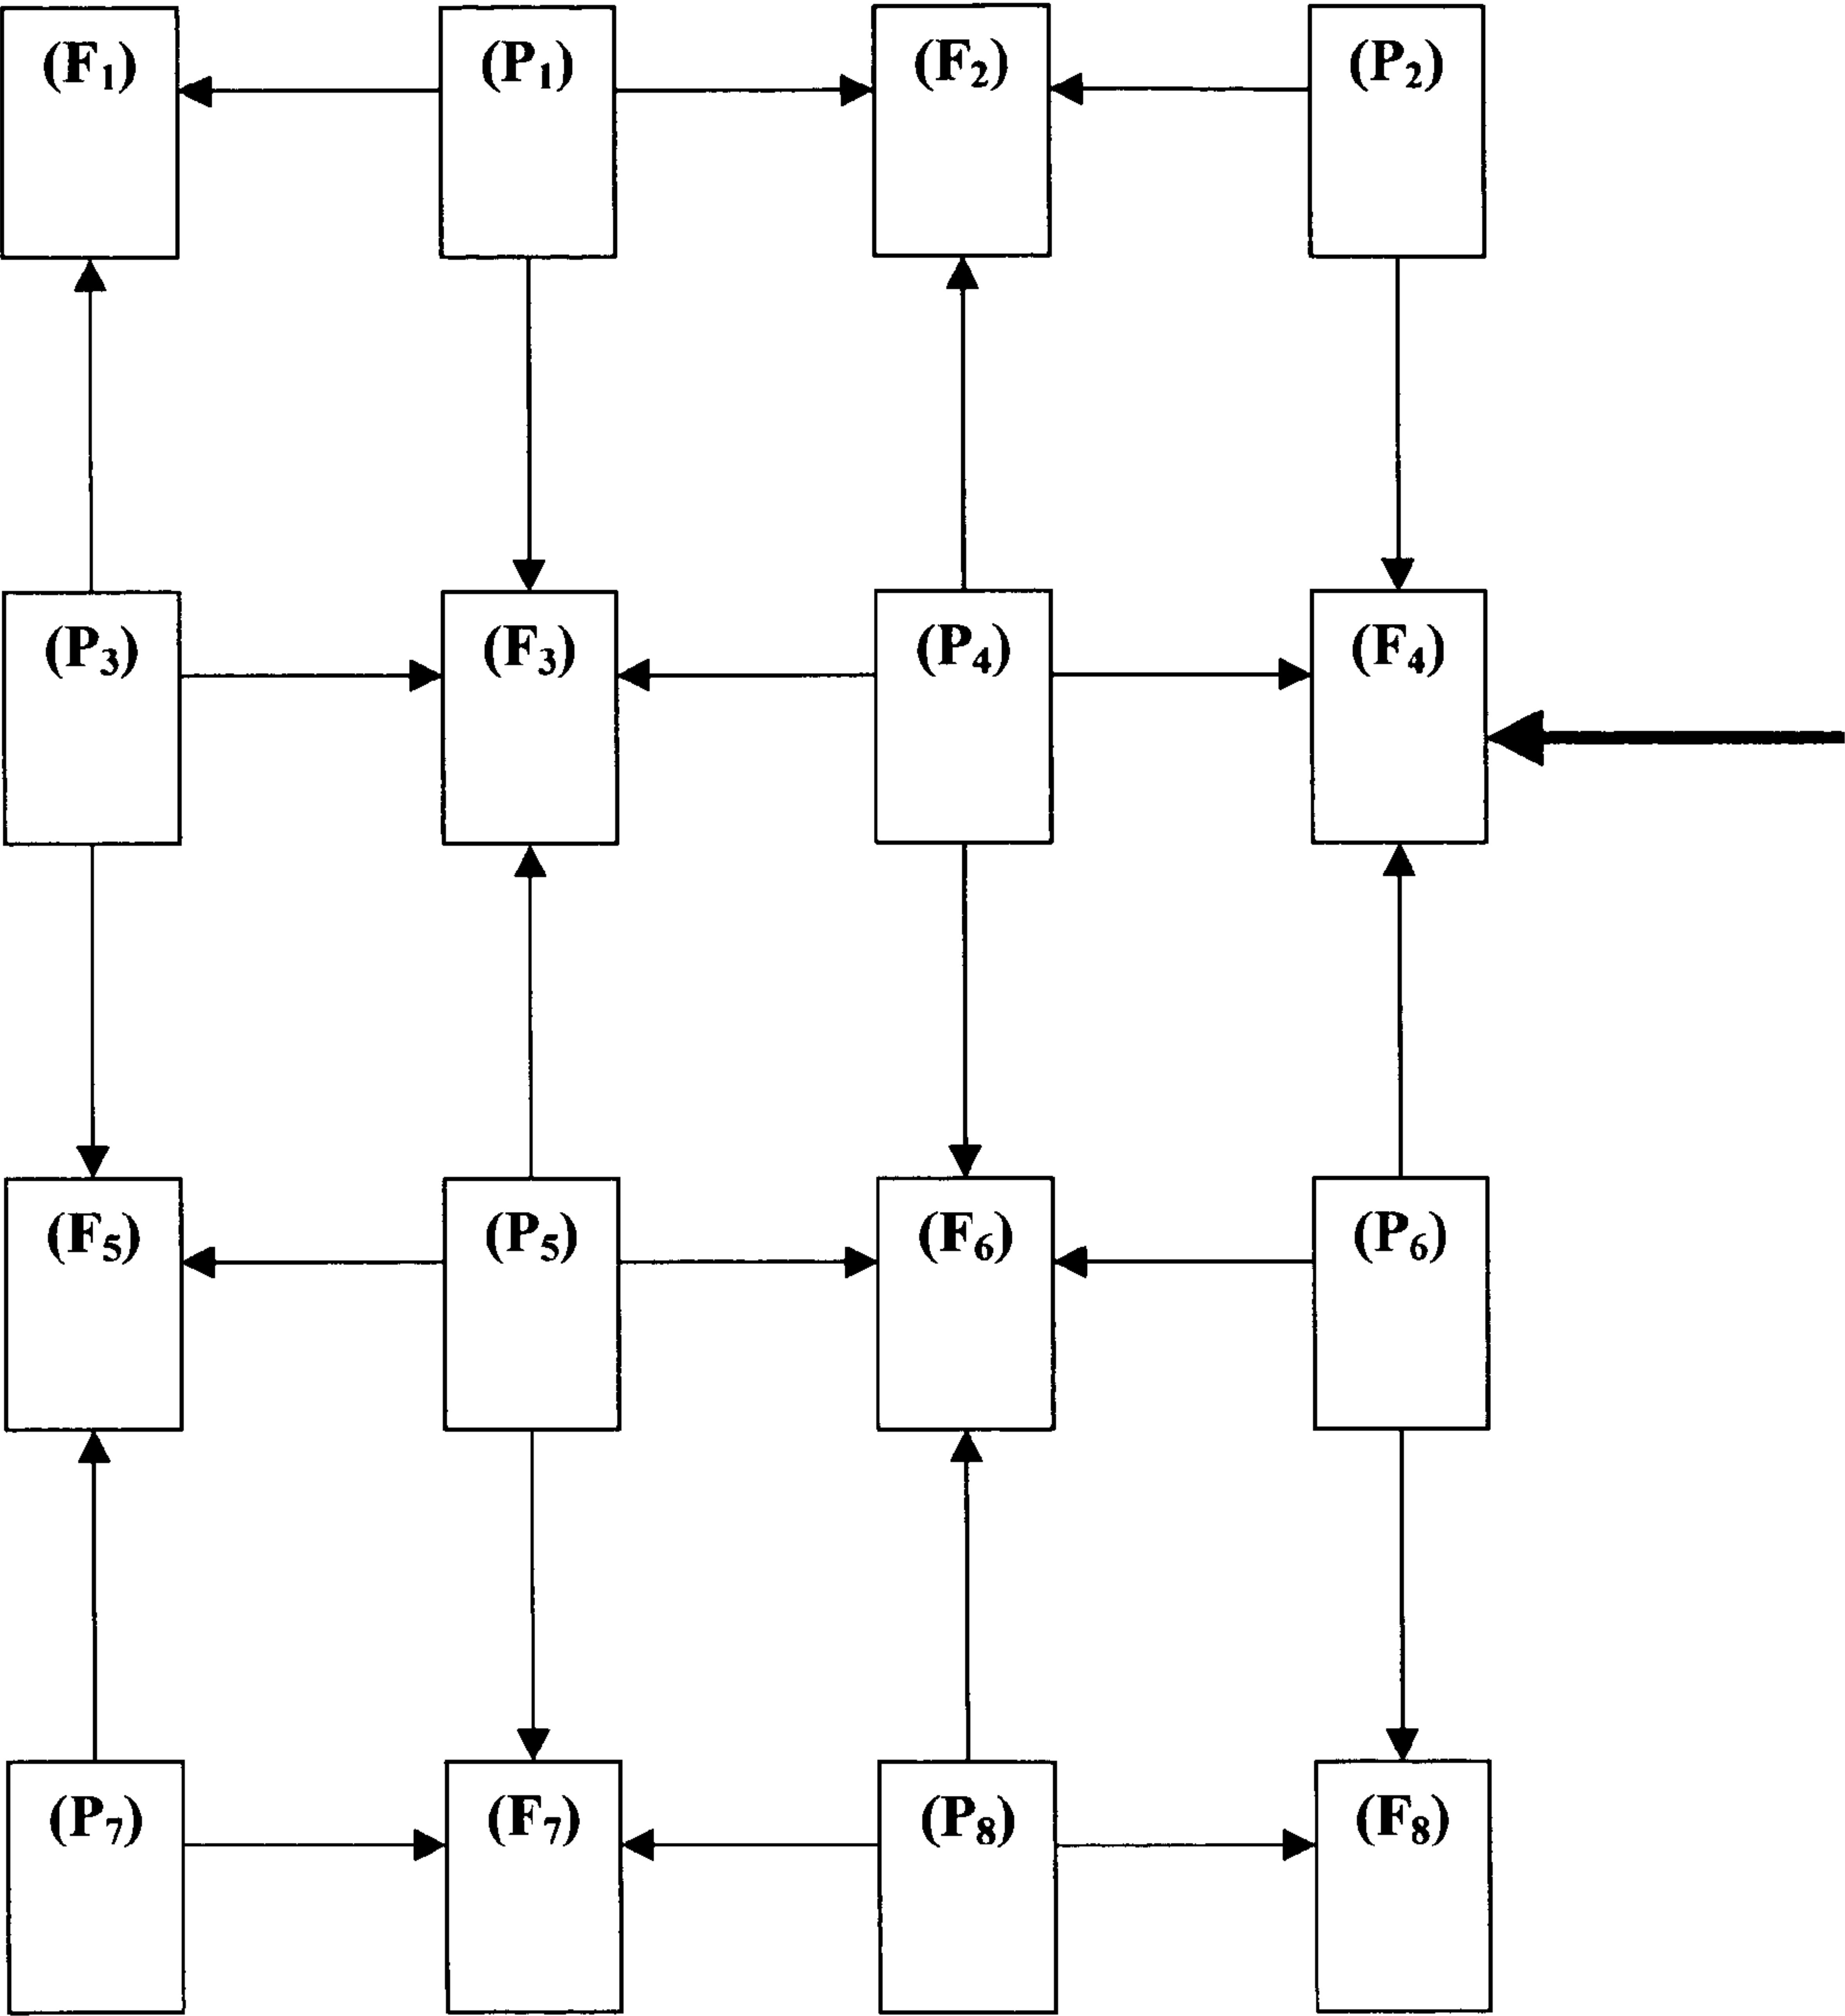 (F₁) (P₁) (F₂) (P₂)
(P₃) (F₃) (P₄) (F₄)
(F₅) (P₅) (F₆) (P₆)
(P₇) (F₇) (P₈) (F₈)